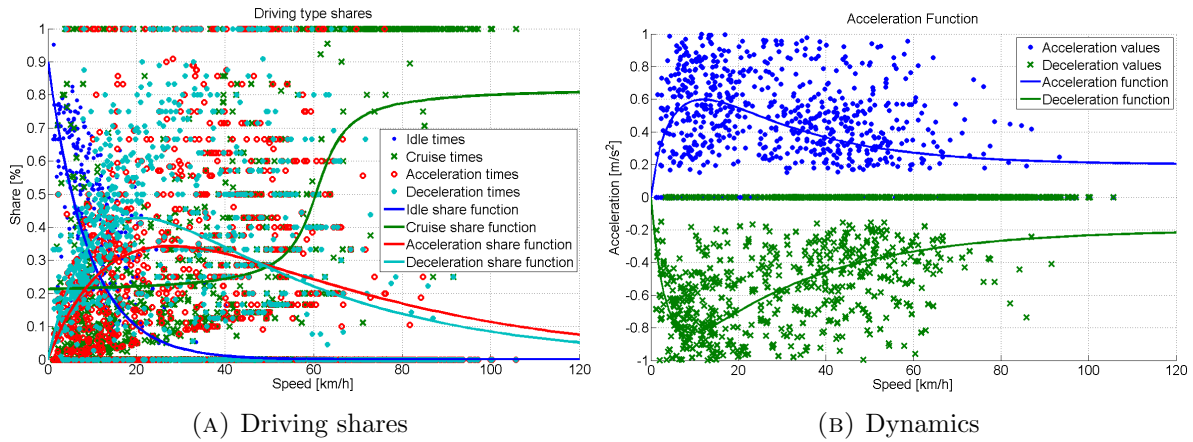 Driving type shares
1
0.9
0.8
0.7
0.6
0.5
0.4
0.3
0.2
0.1
0
Share [%]
0 20 40 60 80 100 120
Speed [km/h]
Idle times
Cruise times
Acceleration times
Deceleration times
Idle share function
Cruise share function
Acceleration share function
Deceleration share function
(A) Driving shares
Acceleration Function
1
0.8
0.6
0.4
0.2
0
-0.2
-0.4
-0.6
-0.8
-1
Acceleration [m/s2]
0 20 40 60 80 100 120
Speed [km/h]
Acceleration values
Deceleration values
Acceleration function
Deceleration function
(B) Dynamics